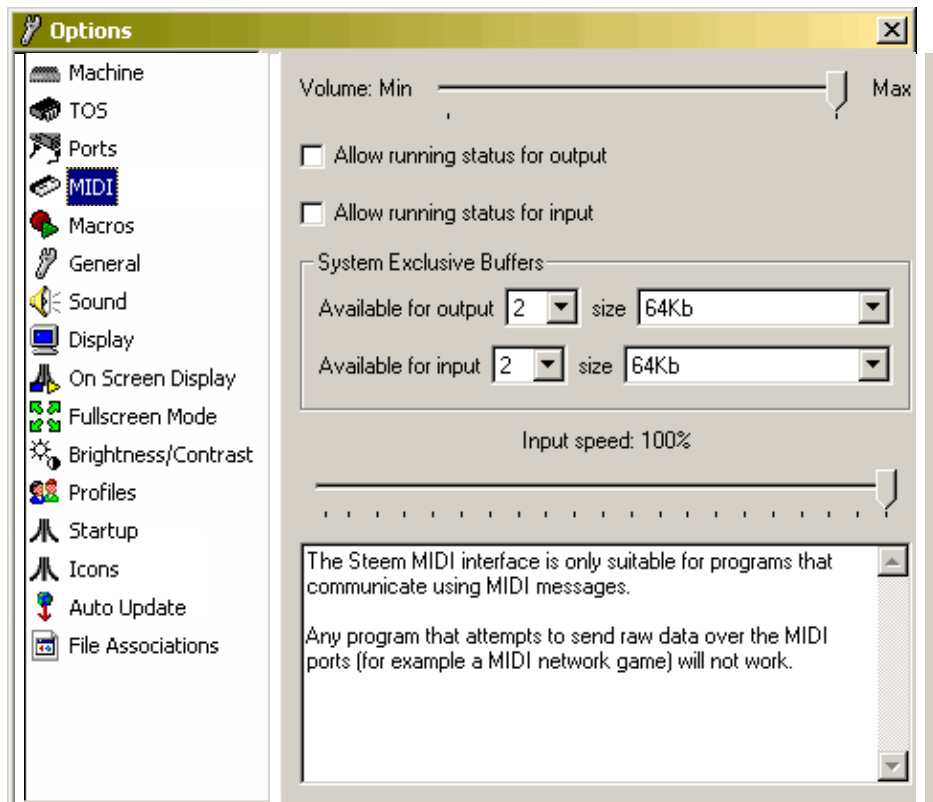 Options
Machine
TOS
Ports
MIDI
Macros
General
Sound
Display
On Screen Display
Fullscreen Mode
Brightness/Contrast
Profiles
Startup
Icons
Auto Update
File Associations
Volume: Min Max
Allow running status for output
Allow running status for input
System Exclusive Buffers
Available for output 2 size 64Kb
Available for input 2 size 64Kb
Input speed: 100%
The Steem MIDI interface is only suitable for programs that
communicate using MIDI messages.
Any program that attempts to send raw data over the MIDI
ports (for example a MIDI network game) will not work.